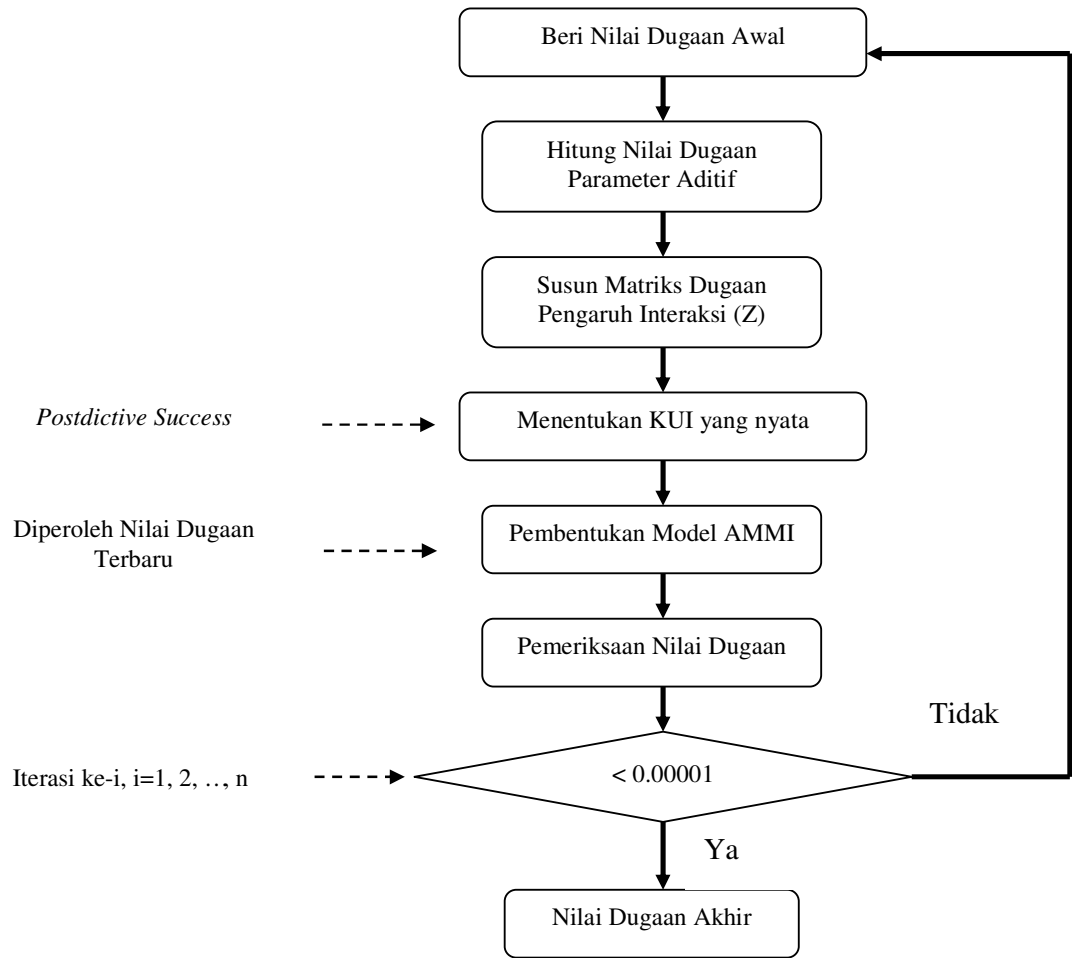 Beri Nilai Dugaan Awal
Hitung Nilai Dugaan
Parameter Aditif
Susun Matriks Dugaan
Pengaruh Interaksi (Z)
Postdictive Success
Menentukan KUI yang nyata
Diperoleh Nilai Dugaan
Terbaru
Pembentukan Model AMMI
Pemeriksaan Nilai Dugaan
Tidak
Iterasi ke-i, i=1, 2, …, n
< 0.00001
Ya
Nilai Dugaan Akhir